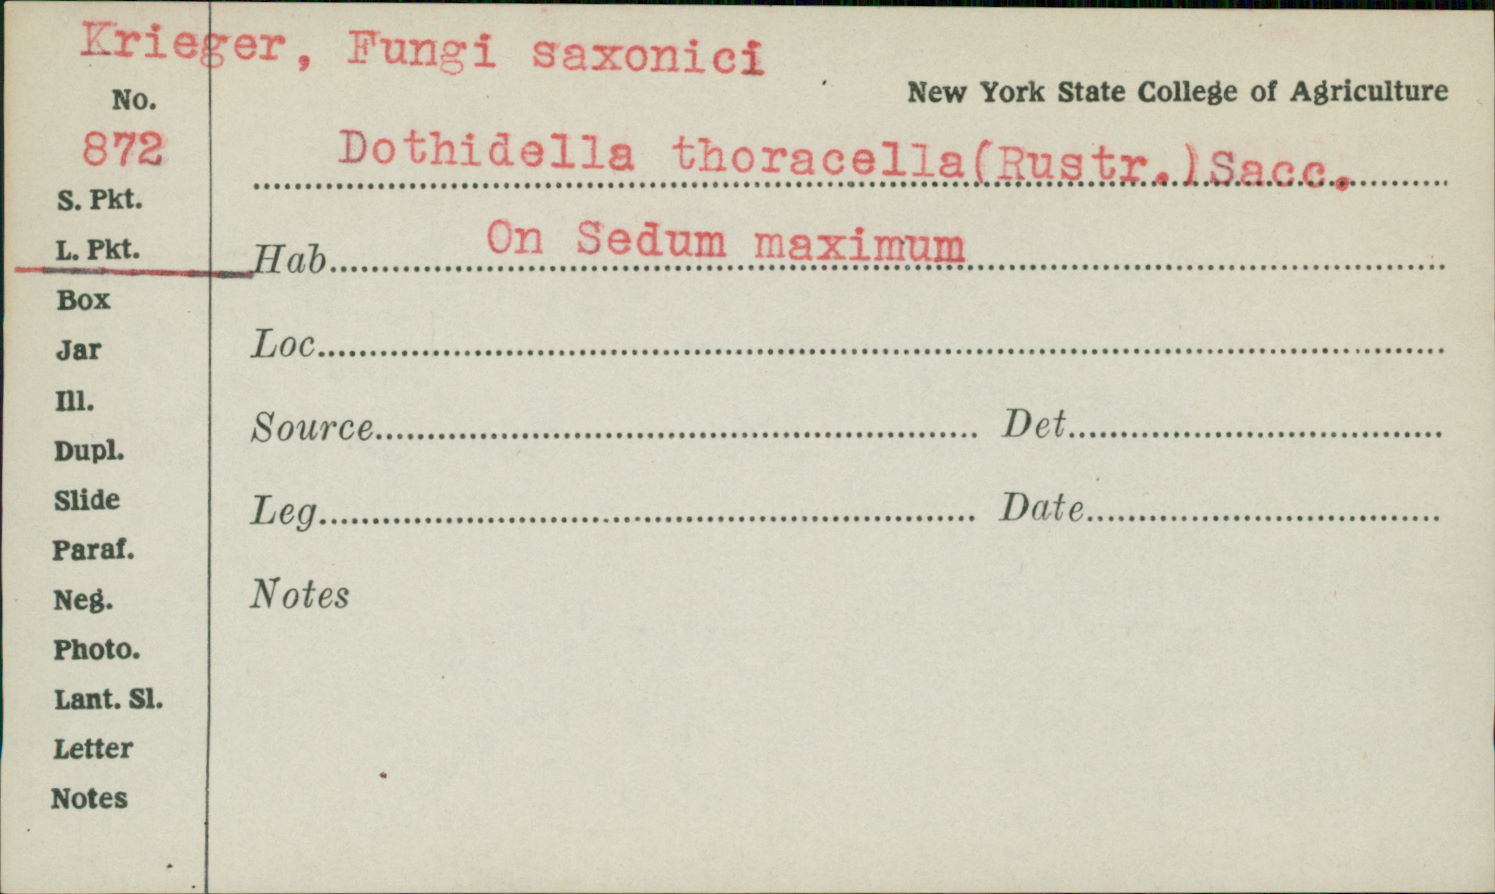 Krieger, Fungi saxonici
New York State College of Agriculture
No.
872
Dothidella thoracella(Rustr.)Sacc.
S. Pkt.
L. Pkt.
Hab. On Sedum maximum
Box
Jar
Loc.
Ill.
Source Det.
Dupl.
Slide
Leg. Date
Paraf.
Neg.
Notes
Photo.
Lant. Sl.
Letter
Notes